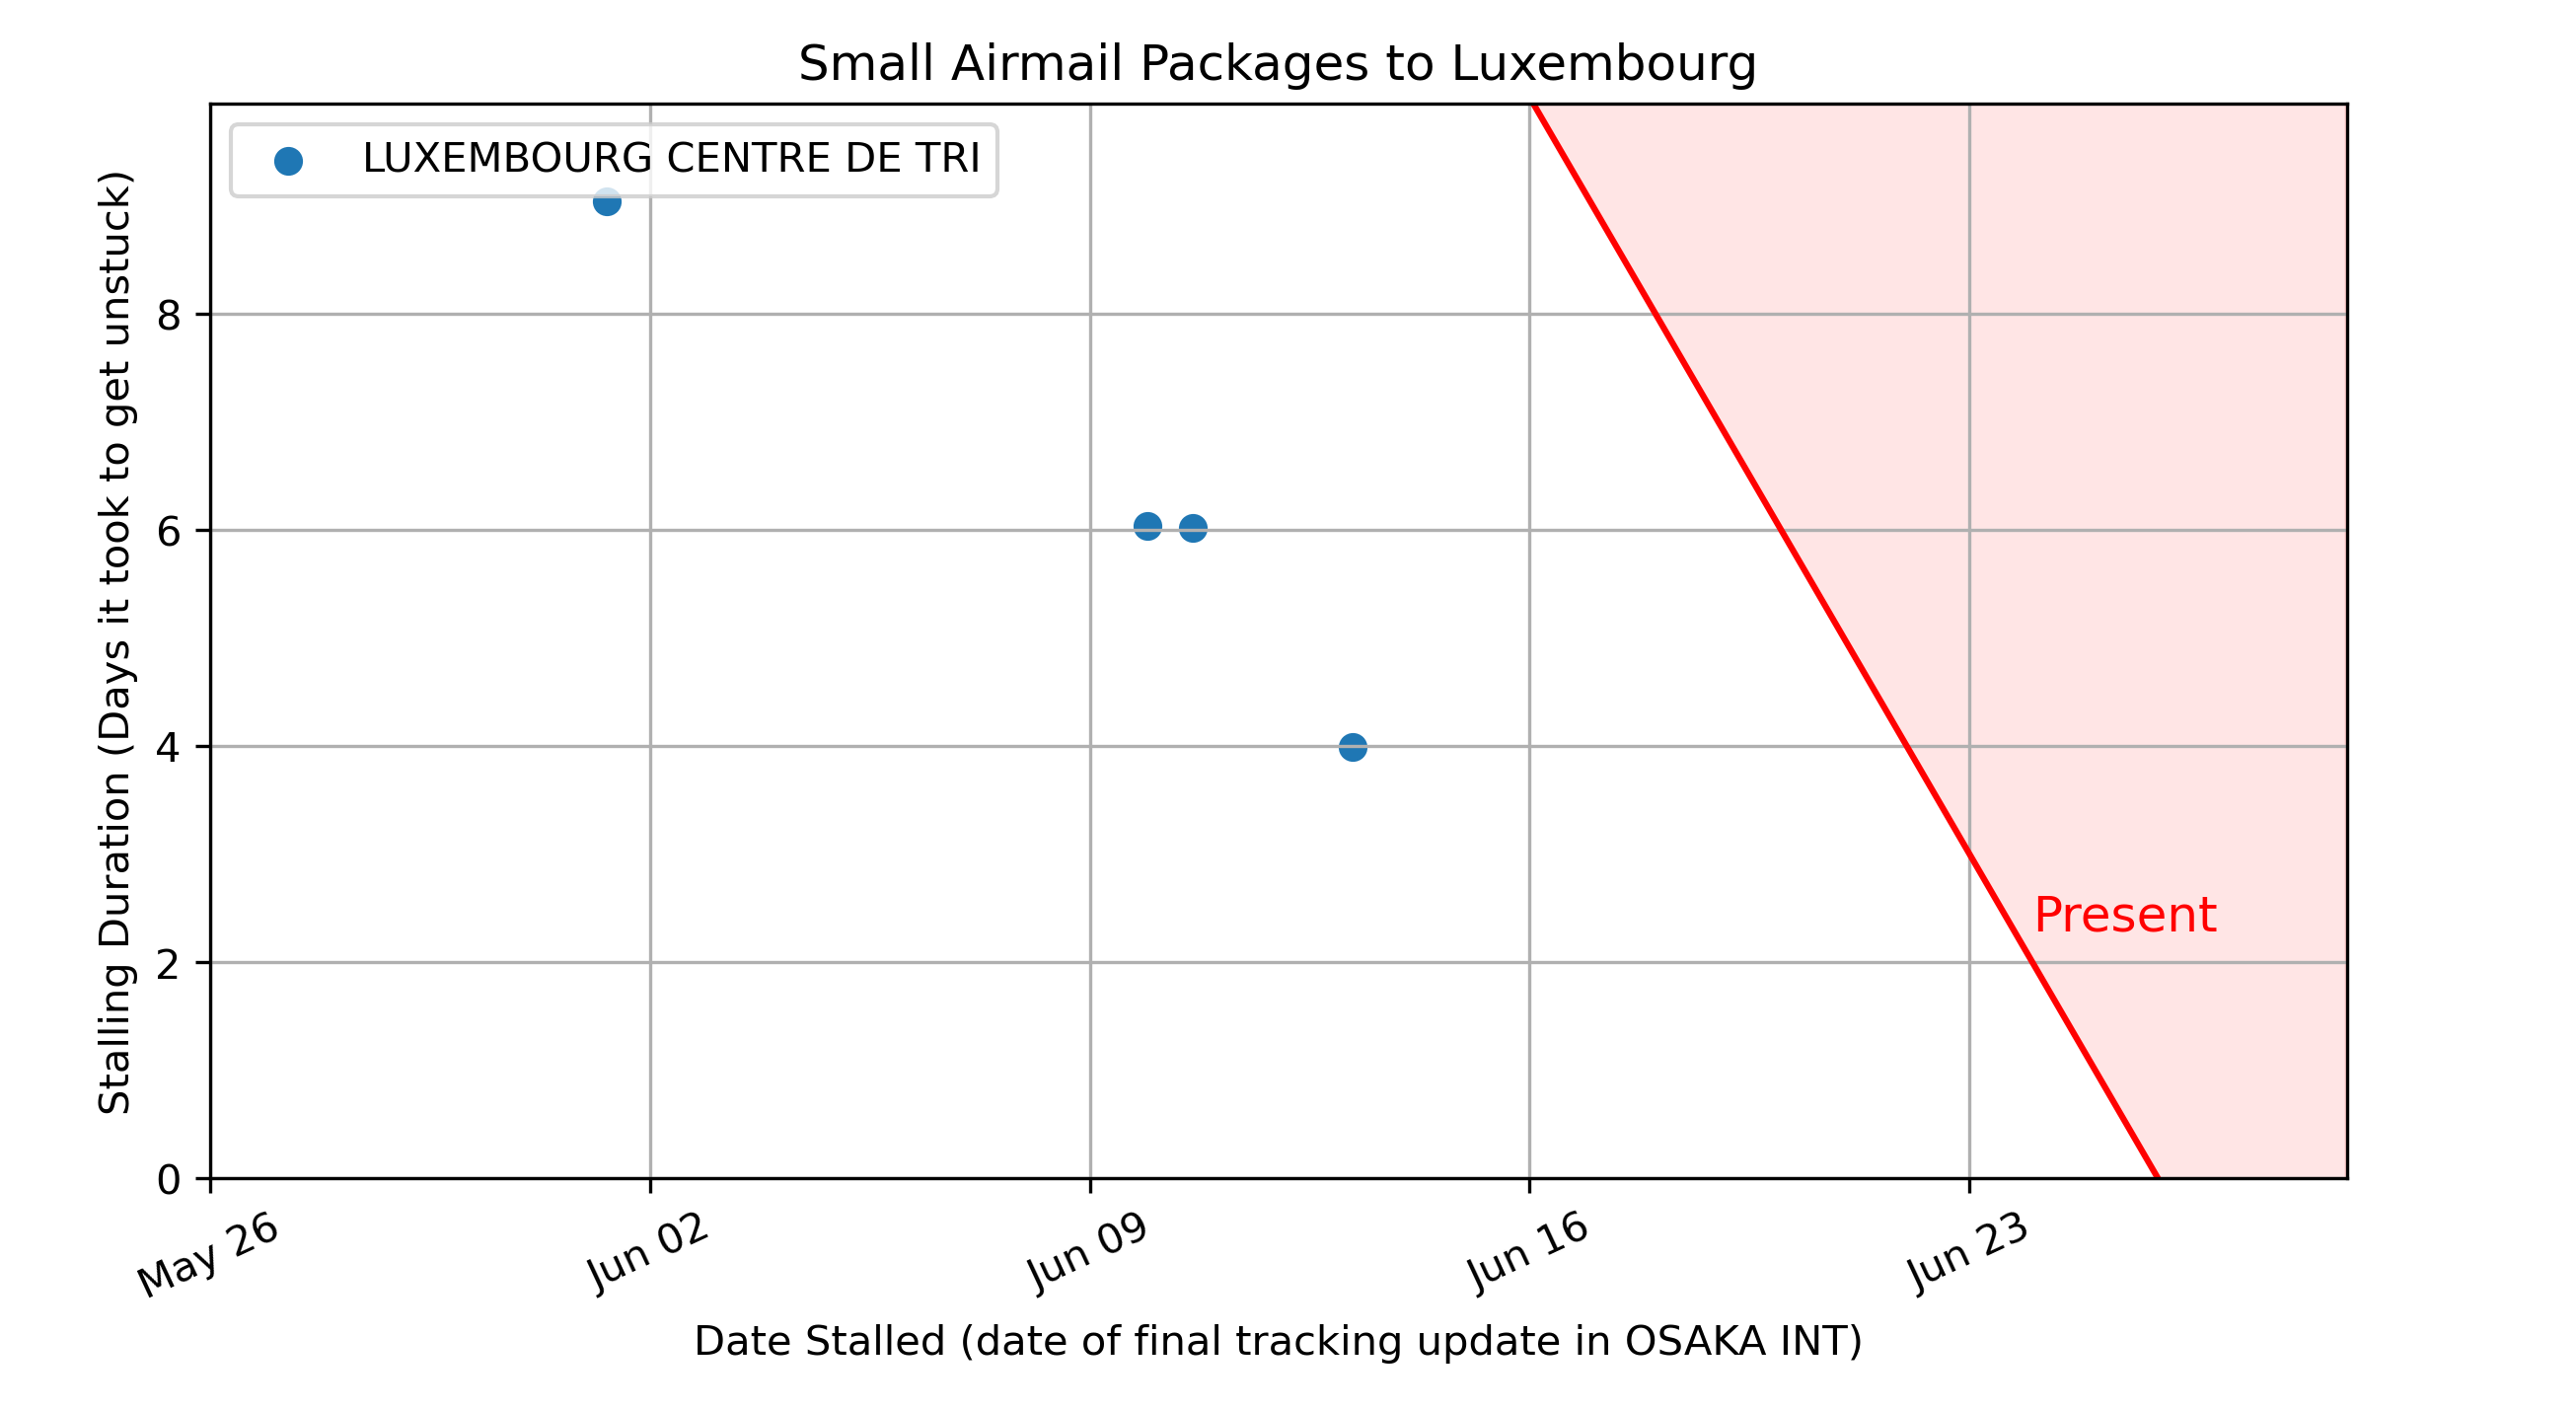 Small Airmail Packages to Luxembourg
LUXEMBOURG CENTRE DE TRI
Stalling Duration (Days it took to get unstuck)
8
6
4
2
0
Present
May 26
Jun 02
Jun 09
Jun 16
Jun 23
Date Stalled (date of final tracking update in OSAKA INT)